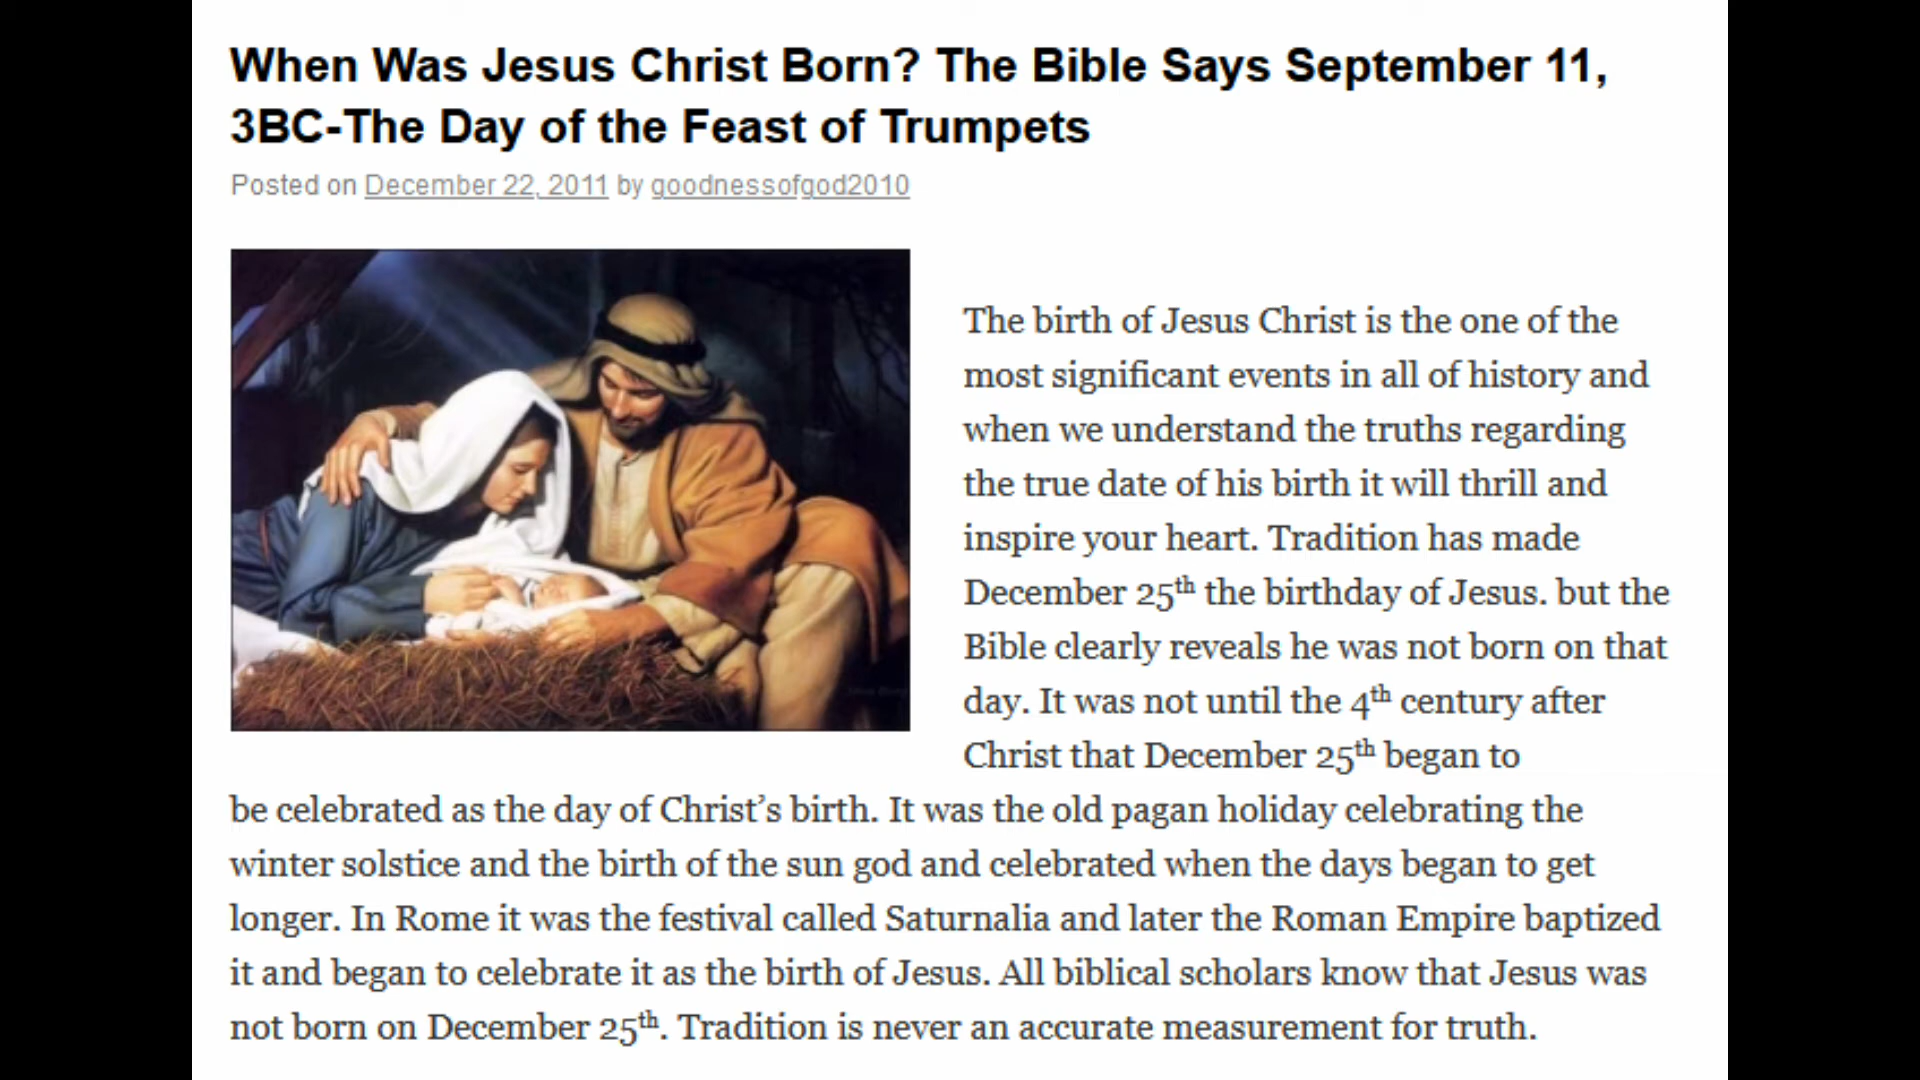 When Was Jesus Christ Born? The Bible Says September 11,
3BC-The Day of the Feast of Trumpets
Posted on December 22, 2011 by goodnessofgod2010
The birth of Jesus Christ is the one of the
most significant events in all of history and
when we understand the truths regarding
the true date of his birth it will thrill and
inspire your heart. Tradition has made
December 25th the birthday of Jesus. but the
Bible clearly reveals he was not born on that
day. It was not until the 4th century after
Christ that December 25th began to
be celebrated as the day of Christ’s birth. It was the old pagan holiday celebrating the
winter solstice and the birth of the sun god and celebrated when the days began to get
longer. In Rome it was the festival called Saturnalia and later the Roman Empire baptized
it and began to celebrate it as the birth of Jesus. All biblical scholars know that Jesus was
not born on December 25th. Tradition is never an accurate measurement for truth.